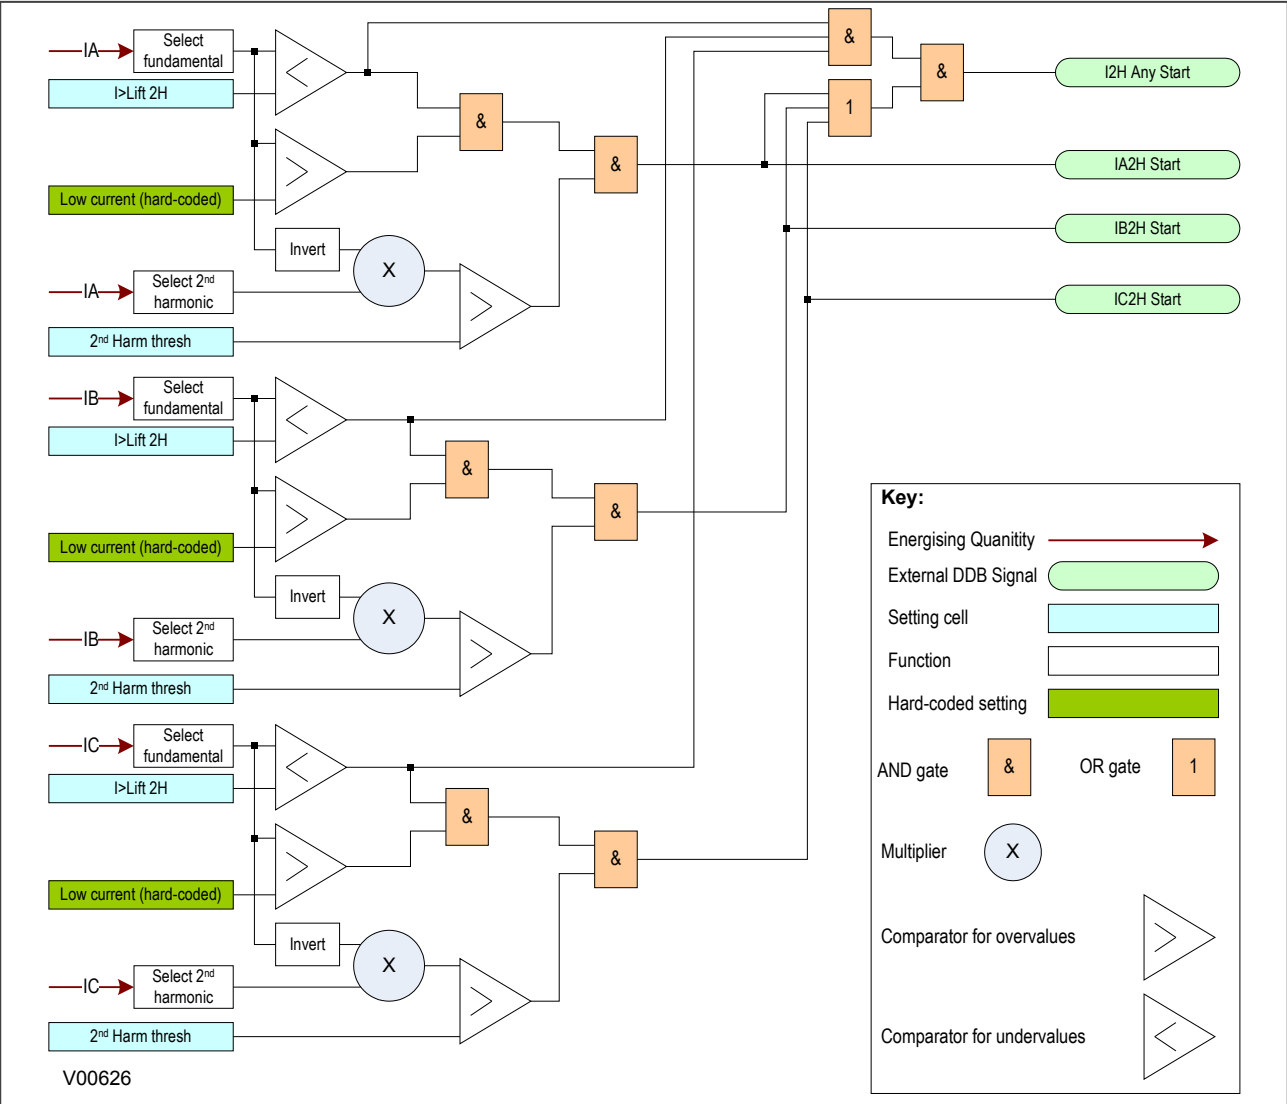 IA
Select
fundamental
I>Lift 2H
<
&
>
Low current (hard-coded)
&
Invert
X
IA
Select 2nd
harmonic
>
2nd Harm thresh
&
1
&
I2H Any Start
IA2H Start
IB2H Start
IC2H Start
IB
Select
fundamental
I>Lift 2H
<
&
>
Low current (hard-coded)
&
Invert
X
IB
Select 2nd
harmonic
>
2nd Harm thresh
IC
Select
fundamental
I>Lift 2H
<
&
>
Low current (hard-coded)
&
Invert
X
IC
Select 2nd
harmonic
>
2nd Harm thresh
V00626
Key:
Energising Quanitity
External DDB Signal
Setting cell
Function
Hard-coded setting
AND gate
&
OR gate
1
Multiplier
X
Comparator for overvalues
>
Comparator for undervalues
<